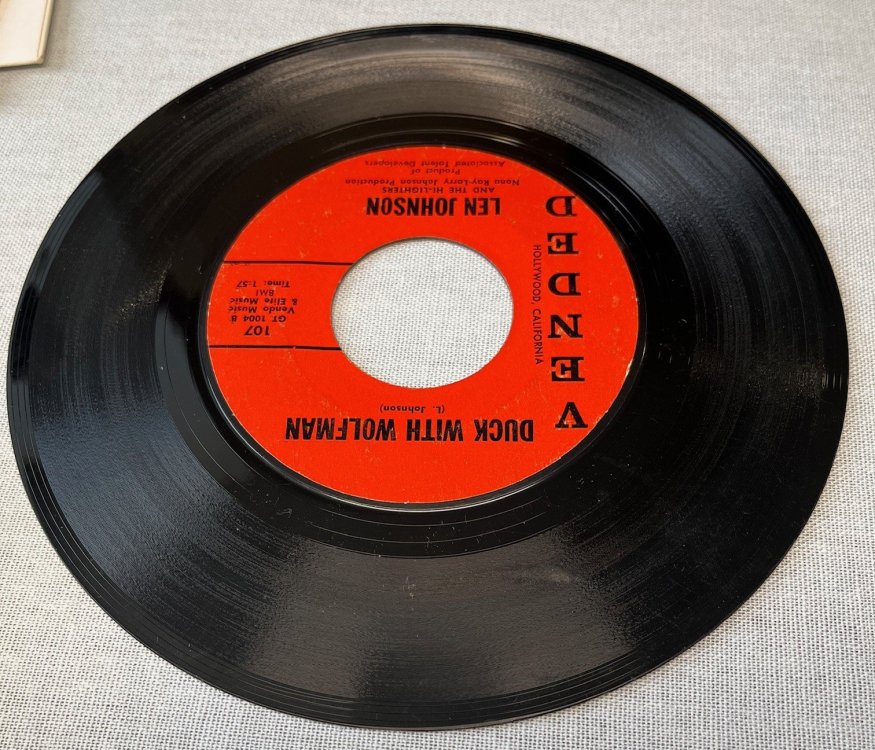 VENDED
HOLLYWOOD, CALIFORNIA
DUCK WITH WOLFMAN
(L. Johnson)
107
GT 1004 B
Vendo Music
& Elite Music
BMI
Time: 1:57
LEN JOHNSON
AND THE HI-LIGHTERS
Nona Ray-Larry Johnson Production
Product of
Associated Talent Developers